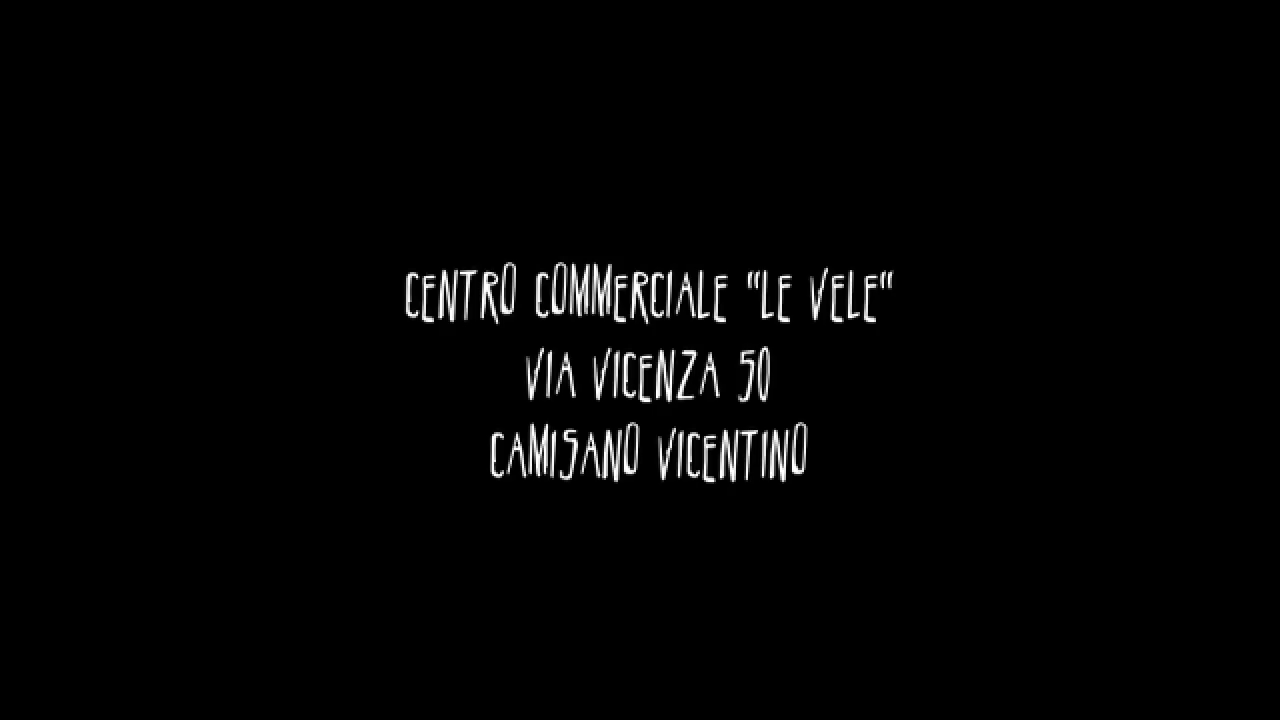 CENTRO COMMERCIALE "LE VELE"
VIA VICENZA 50
CAMISANO VICENTINO